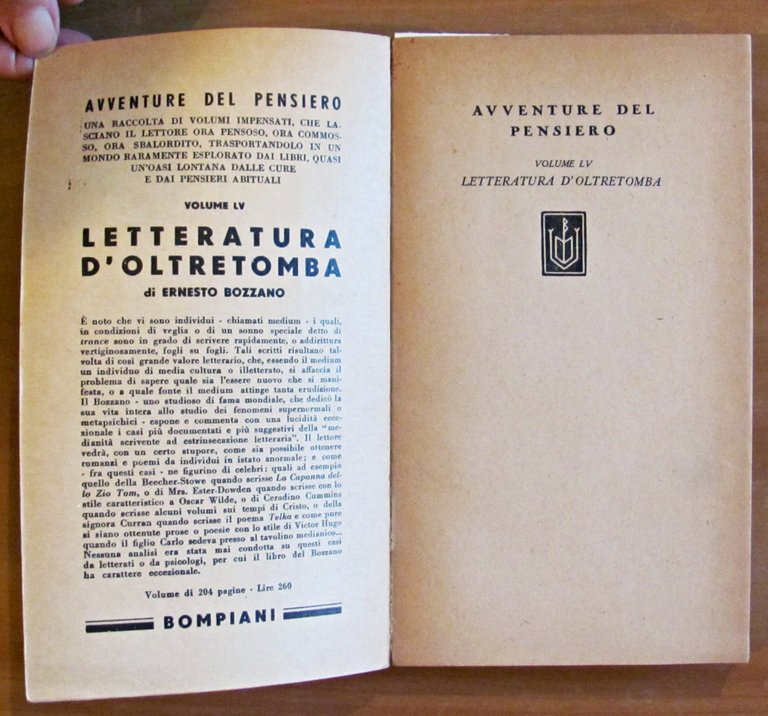 AVVENTURE DEL PENSIERO
UNA RACCOLTA DI VOLUMI IMPENSATI, CHE LA-
SCIANO IL LETTORE ORA PENSOSO, ORA COMMOS-
SO, ORA SBALORDITO, TRASPORTANDOLO IN UN
MONDO RARAMENTE ESPLORATO DAI LIBRI, QUASI
UN'OASI LONTANA DALLE CURE
E DAI PENSIERI ABITUALI
VOLUME LV
LETTERATURA
D'OLTRETOMBA
di ERNESTO BOZZANO
È noto che vi sono individui - chiamati medium - i quali,
in condizioni di veglia o di un sonno speciale detto di
trance sono in grado di scrivere rapidamente, o addirittura
vertiginosamente, fogli su fogli. Tali scritti risultano tal-
volta di così grande valore letterario, che, essendo il medium
un individuo di media cultura o illetterato, si affaccia il
problema di sapere quale sia l'essere nuovo che si mani-
festa, o a quale fonte il medium attinge tanta erudizione.
Il Bozzano - uno studioso di fama mondiale, che dedicò la
sua vita intera allo studio dei fenomeni supernormali o
metapsichici - espone e commenta con una lucidità ecce-
zionale i casi più documentati e più suggestivi della "me-
dianità scrivente ad estrinsecazione letteraria". Il lettore
vedrà, con un certo stupore, come sia possibile ottenere
romanzi e poemi da individui in istato anormale; e come
- fra questi casi - ne figurino di celebri: quali ad esempio
quello della Beecher-Stowe quando scrisse La Capanna del-
lo Zio Tom, o di Mrs. Ester-Dowden quando scrisse con lo
stile caratteristico a Oscar Wilde, o di Ceradino Cummins
quando scrisse alcuni volumi sui tempi di Cristo, o della
signora Curran quando scrisse il poema Telka e come pure
si siano ottenute prose o poesie con lo stile di Victor Hugo
quando il figlio Carlo sedeva presso al tavolino medianico...
Nessuna analisi era stata mai condotta su questi casi
da letterati o da psicologi, per cui il libro del Bozzano
ha carattere eccezionale.
Volume di 204 pagine - Lire 260
BOMPIANI
AVVENTURE DEL
PENSIERO
VOLUME LV
LETTERATURA D'OLTRETOMBA